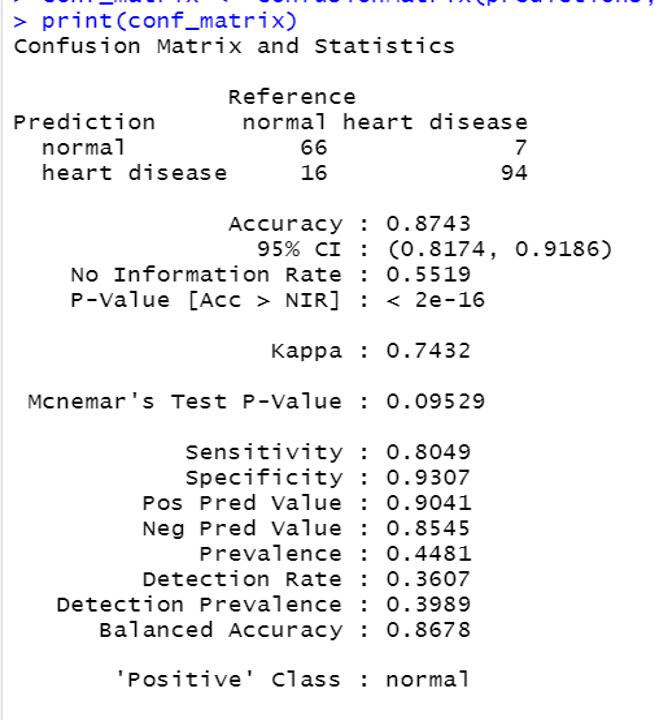 > print(conf_matrix)
Confusion Matrix and Statistics

                    Reference
Prediction        normal heart disease
  normal              66             7
  heart disease       16            94

               Accuracy : 0.8743
                 95% CI : (0.8174, 0.9186)
    No Information Rate : 0.5519
    P-Value [Acc > NIR] : < 2e-16

                  Kappa : 0.7432

 Mcnemar's Test P-Value : 0.09529

            Sensitivity : 0.8049
            Specificity : 0.9307
         Pos Pred Value : 0.9041
         Neg Pred Value : 0.8545
             Prevalence : 0.4481
         Detection Rate : 0.3607
   Detection Prevalence : 0.3989
      Balanced Accuracy : 0.8678

       'Positive' Class : normal